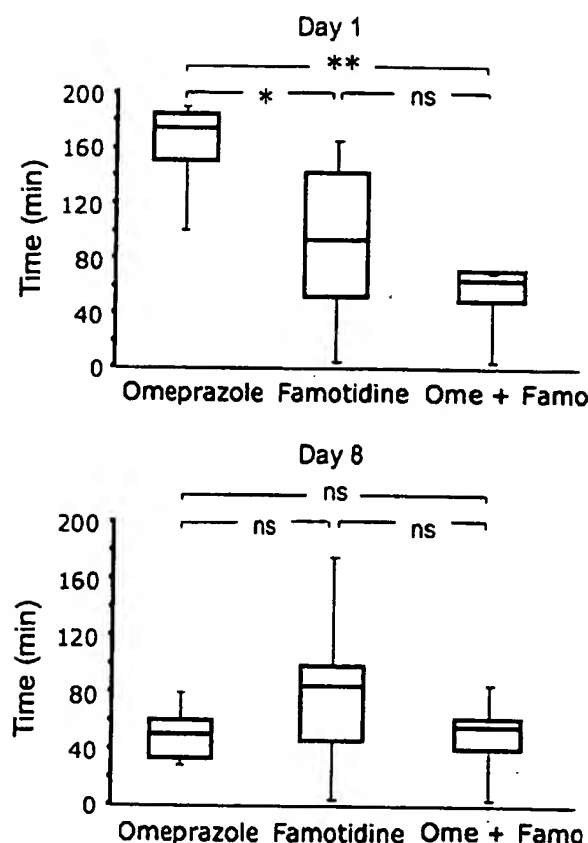 Day 1
**
* ns
200
160
120
80
40
0
Time (min)
Omeprazole Famotidine Ome + Famo
Day 8
ns
ns ns
200
160
120
80
40
0
Time (min)
Omeprazole Famotidine Ome + Famo